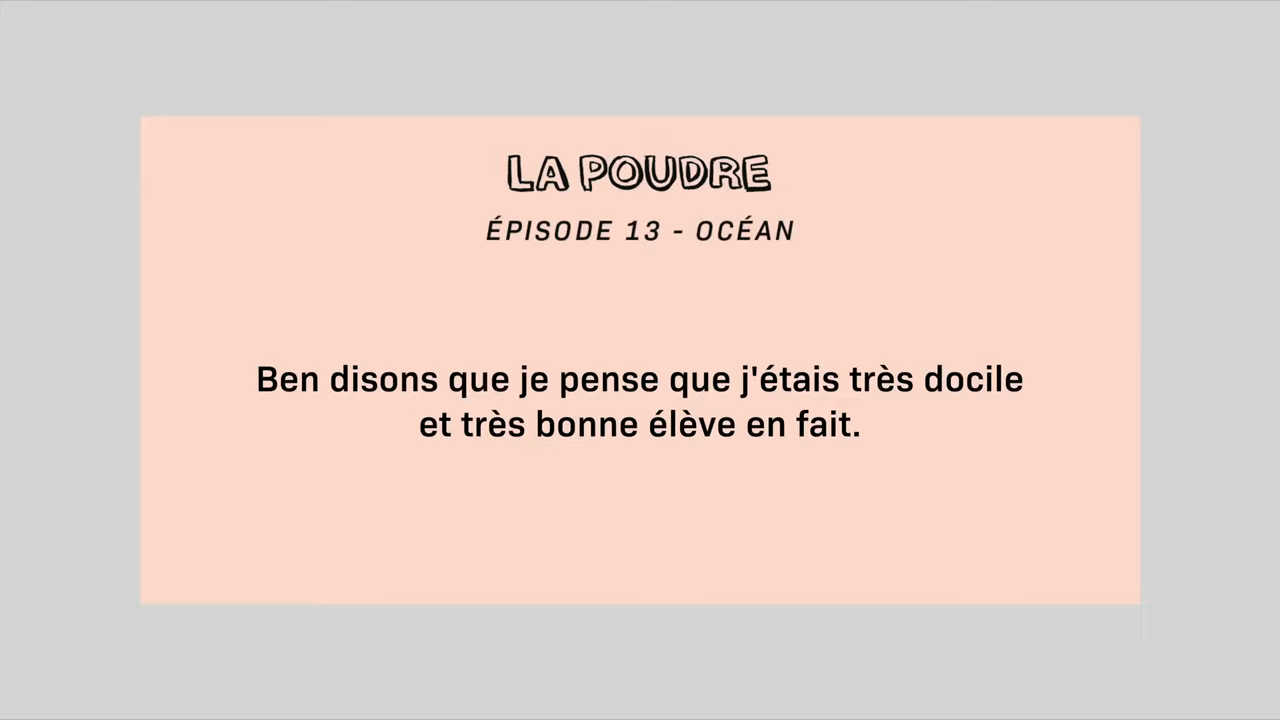 LA POUDRE
ÉPISODE 13 - OCÉAN
Ben disons que je pense que j'étais très docile
et très bonne élève en fait.